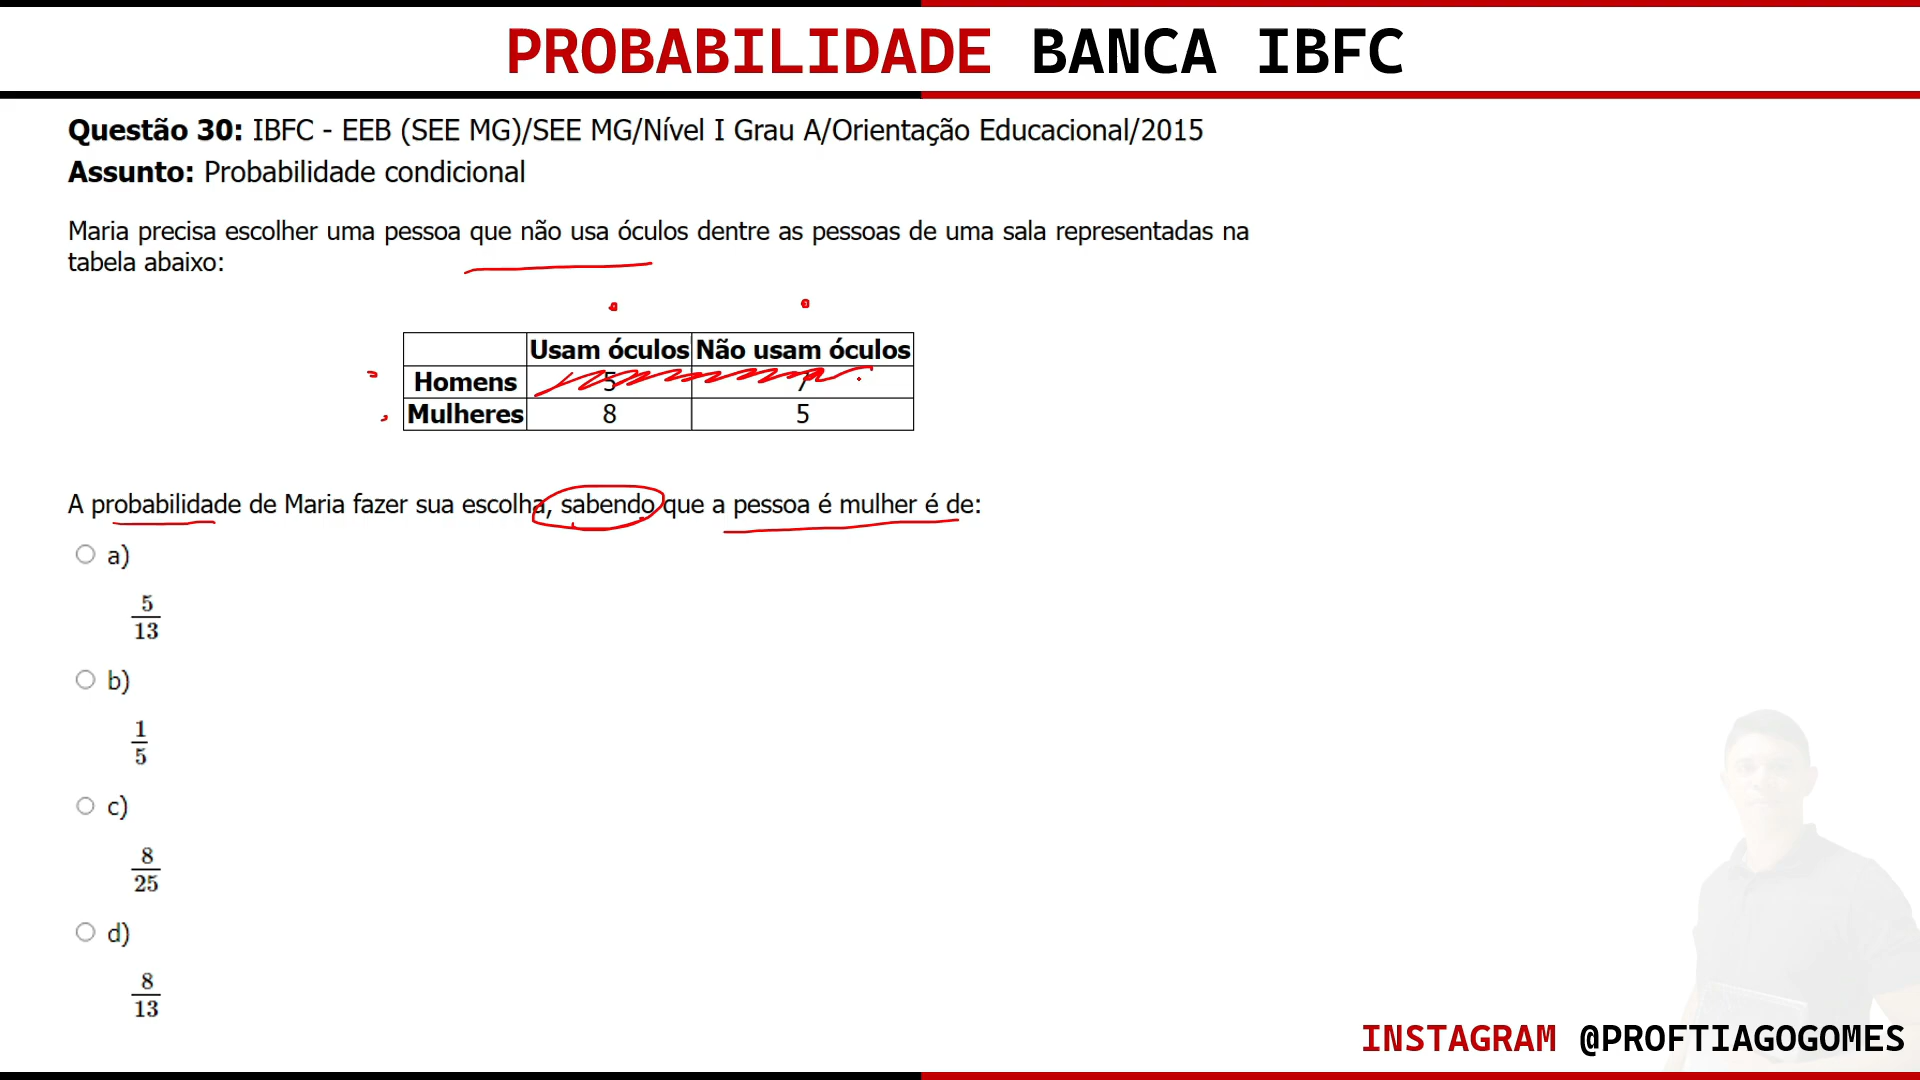 PROBABILIDADE BANCA IBFC
Questão 30: IBFC - EEB (SEE MG)/SEE MG/Nível I Grau A/Orientação Educacional/2015
Assunto: Probabilidade condicional
Maria precisa escolher uma pessoa que não usa óculos dentre as pessoas de uma sala representadas na
tabela abaixo:
Usam óculos Não usam óculos
Homens 5 7
Mulheres 8 5
A probabilidade de Maria fazer sua escolha, sabendo que a pessoa é mulher é de:
a)
5
13
b)
1
5
c)
8
25
d)
8
13
INSTAGRAM @PROFTIAGOGOMES